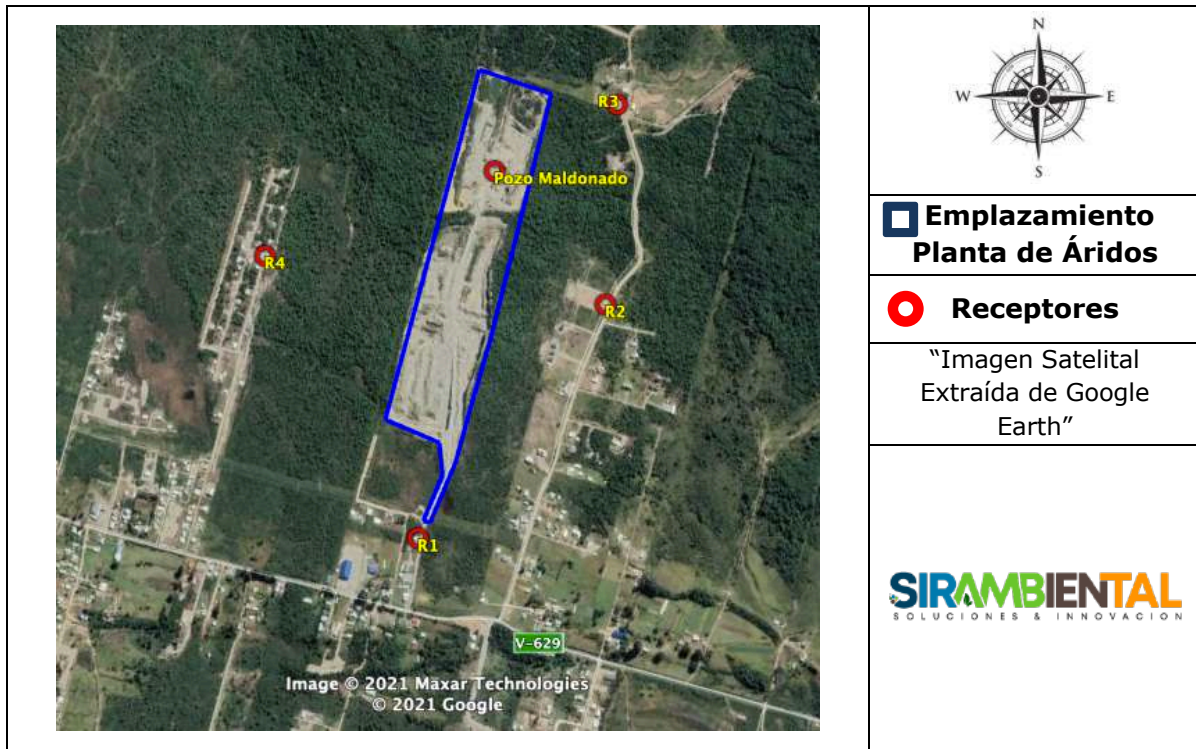 R3
Pozo Maldonado
R4
R2
R1
V-629
Image © 2021 Maxar Technologies
© 2021 Google
N
W
E
S
Emplazamiento
Planta de Áridos
Receptores
“Imagen Satelital
Extraída de Google
Earth”
SIRAMBIENTAL
SOLUCIONES & INNOVACION